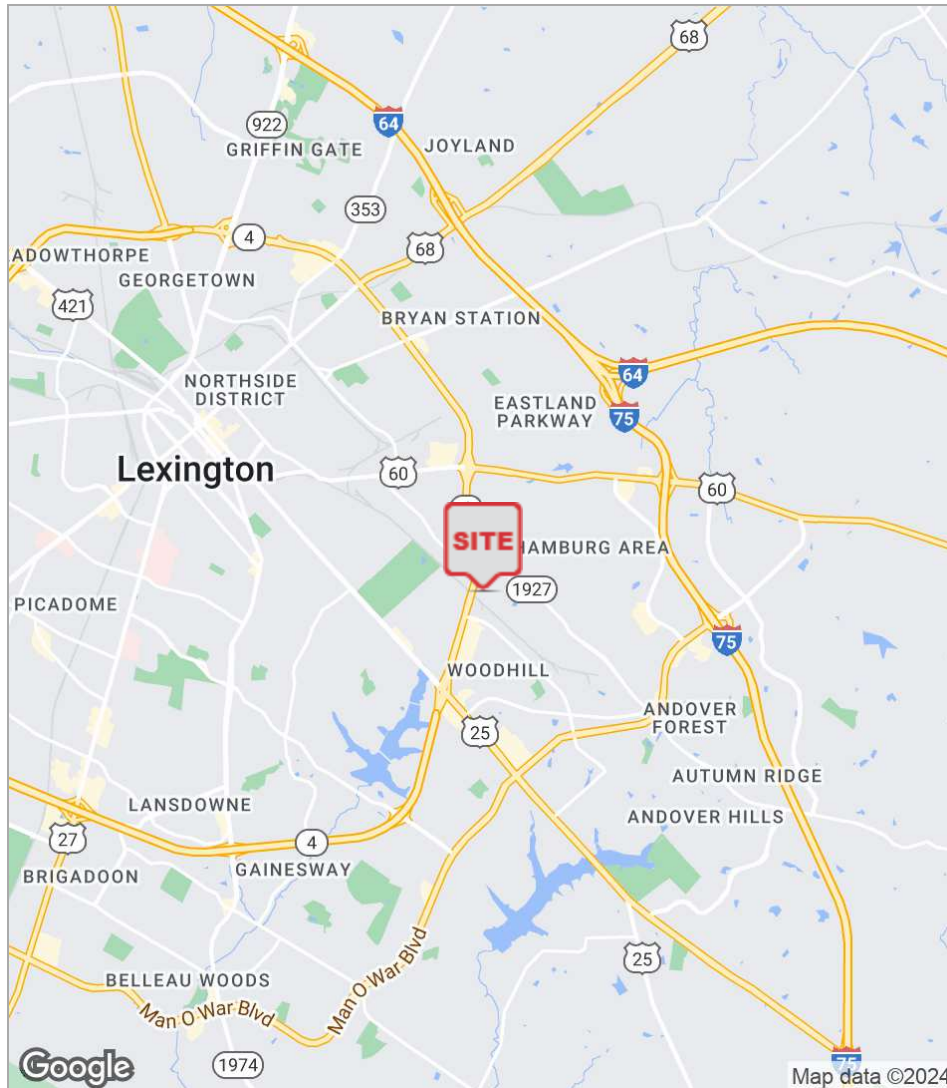 68
64
922
JOYLAND
GRIFFIN GATE
353
4
68
ADOWTHORPE
GEORGETOWN
421
BRYAN STATION
NORTHSIDE
DISTRICT
64
EASTLAND
PARKWAY
75
Lexington
60
60
SITE
HAMBURG AREA
1927
PICADOME
75
WOODHILL
ANDOVER
FOREST
25
AUTUMN RIDGE
LANSDOWNE
ANDOVER HILLS
27
4
GAINESWAY
BRIGADOON
25
BELLEAU WOODS
Man O War Blvd
Man O War Blvd
1974
75
Google
Map data ©2024